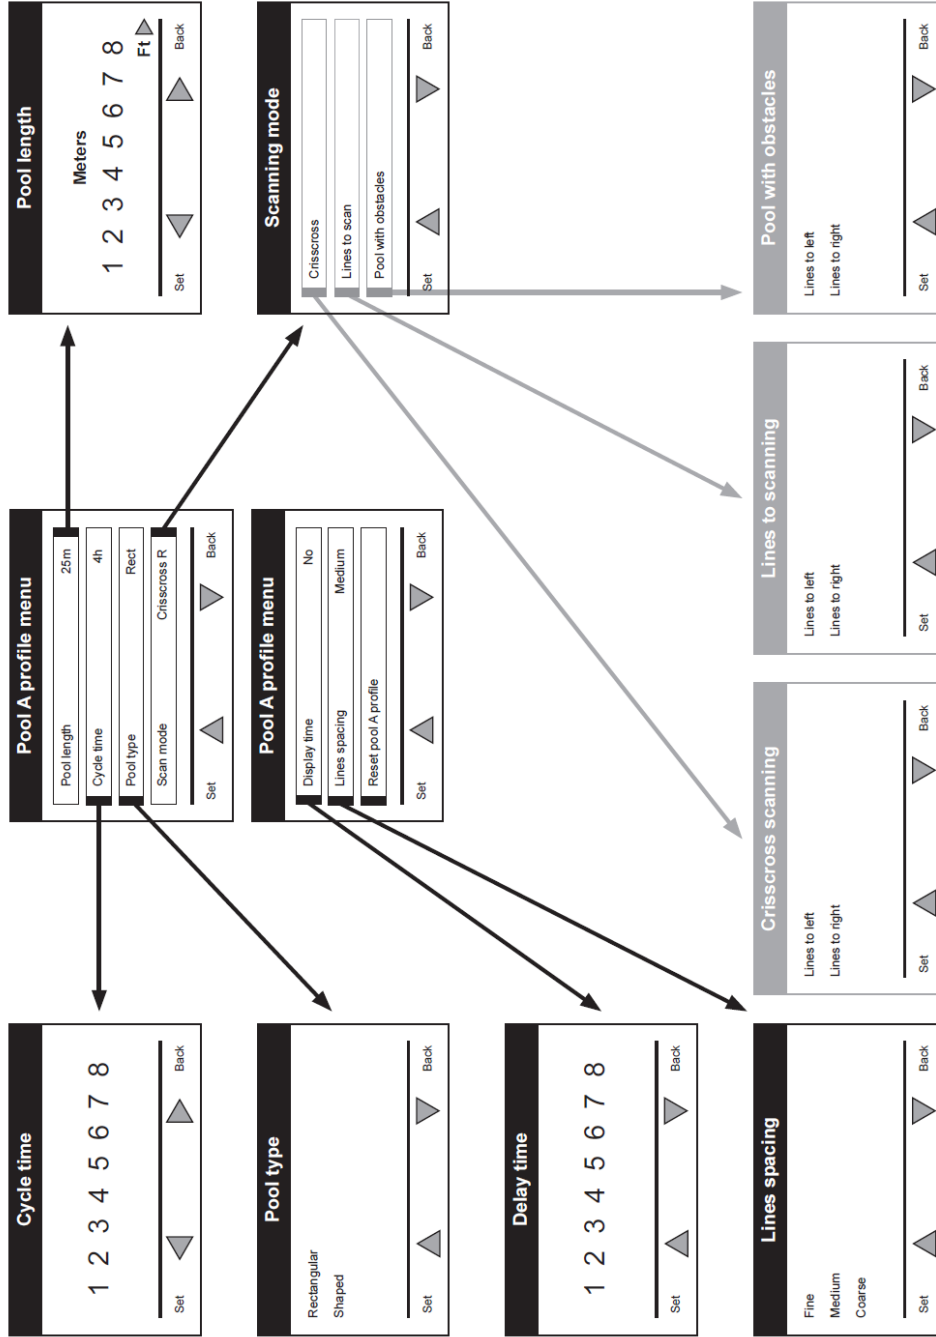 Cycle time
1 2 3 4 5 6 7 8
Set Back
Pool A profile menu
Pool length 25m
Cycle time 4h
Pool type Rect
Scan mode Crisscross R
Set Back
Pool length
Meters
1 2 3 4 5 6 7 8
Ft
Set Back
Pool type
Rectangular
Shaped
Set Back
Pool A profile menu
Display time No
Lines spacing Medium
Reset pool A profile
Set Back
Scanning mode
Crisscross
Lines to scan
Pool with obstacles
Set Back
Delay time
1 2 3 4 5 6 7 8
Set Back
Lines spacing
Fine
Medium
Coarse
Set Back
Crisscross scanning
Lines to left
Lines to right
Set Back
Lines to scanning
Lines to left
Lines to right
Set Back
Pool with obstacles
Lines to left
Lines to right
Set Back